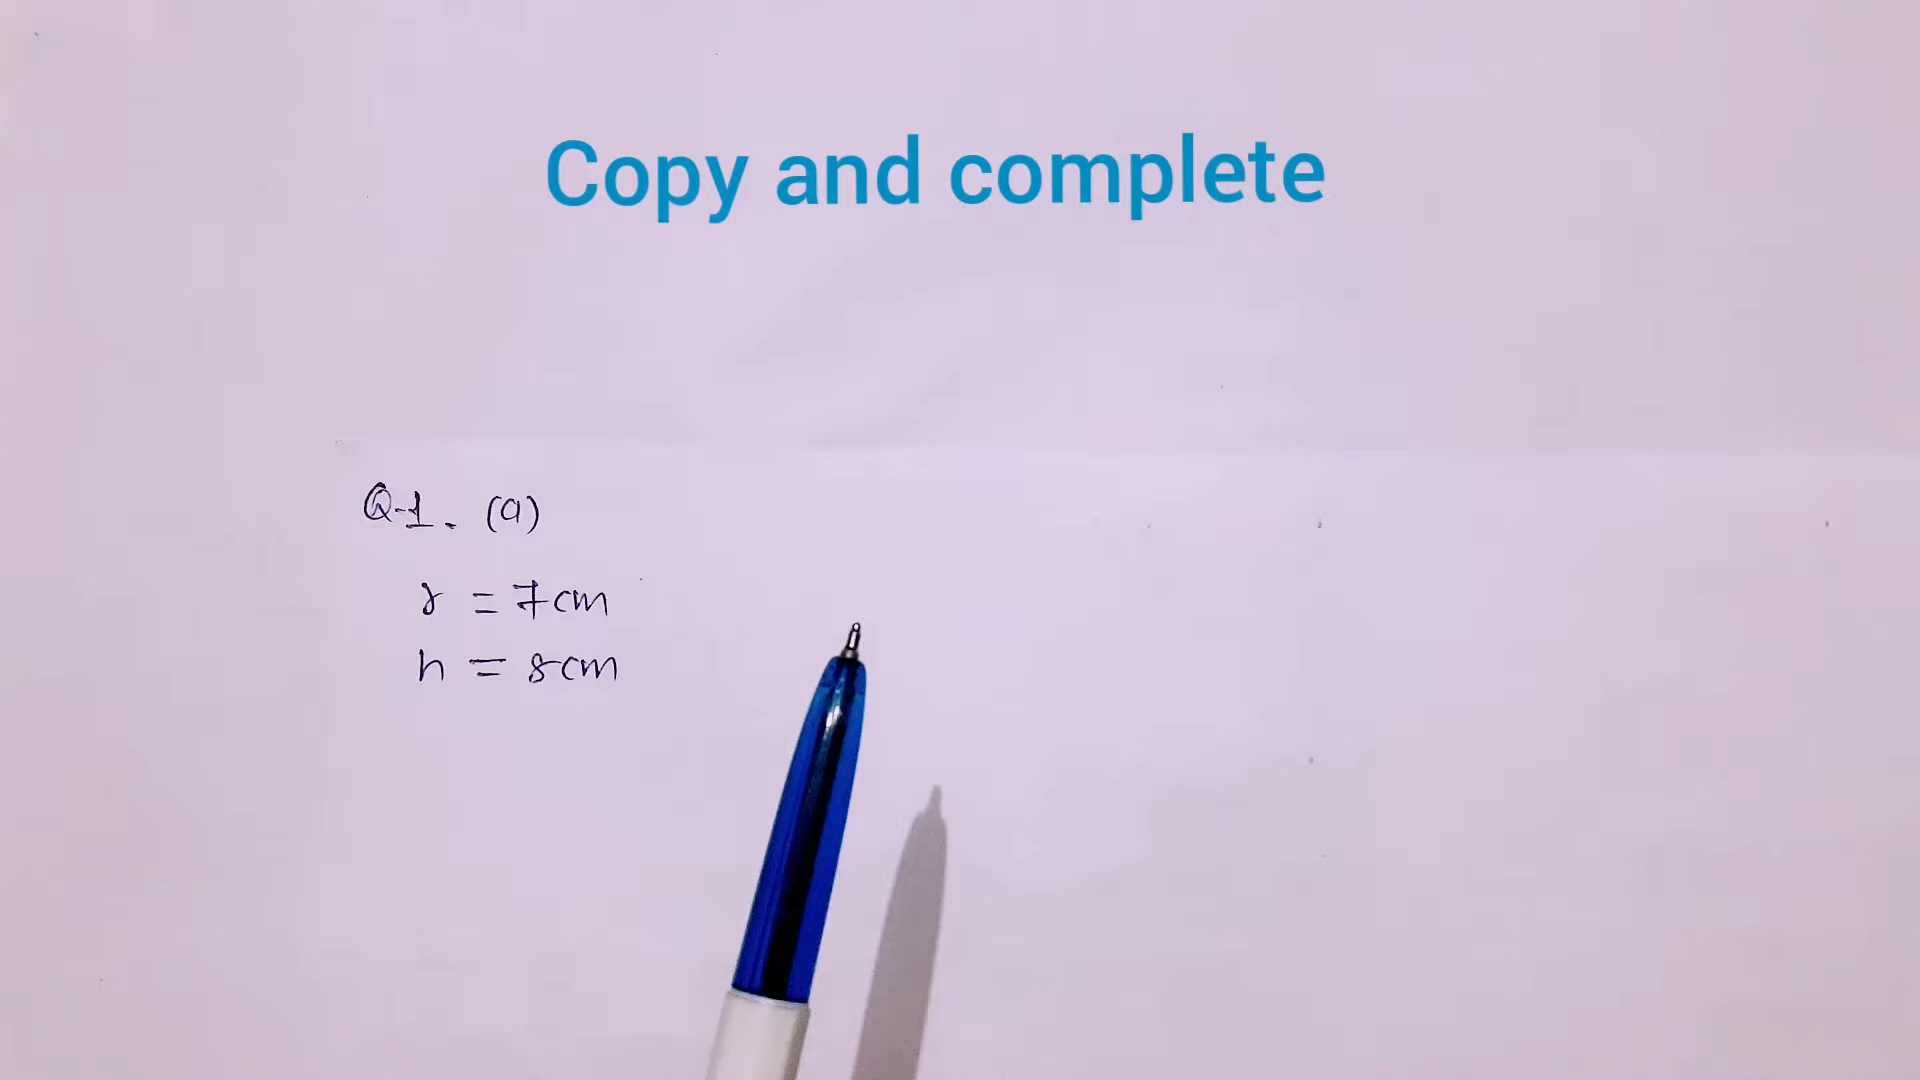 Copy and complete
Q-1. (a)
r = 7cm
h = 8cm